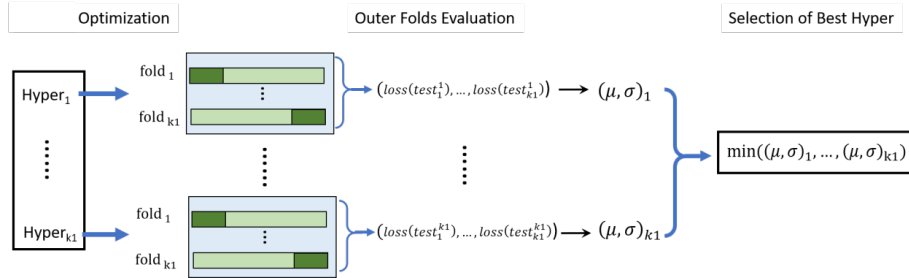 Optimization
Outer Folds Evaluation
Selection of Best Hyper
Hyper₁
fold ₁
fold ₖ₁
(loss(test₁¹), …, loss(testₖ₁¹))
(μ, σ)₁
min((μ, σ)₁, …, (μ, σ)ₖ₁)
Hyperₖ₁
fold ₁
fold ₖ₁
(loss(test₁ᵏ¹), …, loss(testₖ₁ᵏ¹))
(μ, σ)ₖ₁